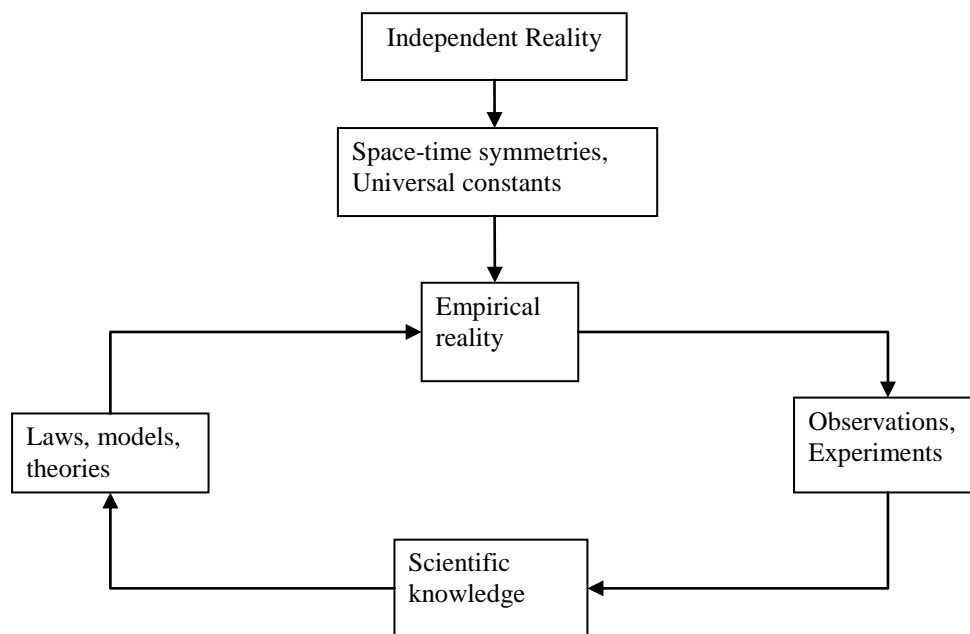 Independent Reality
Space-time symmetries,
Universal constants
Empirical
reality
Laws, models,
theories
Observations,
Experiments
Scientific
knowledge